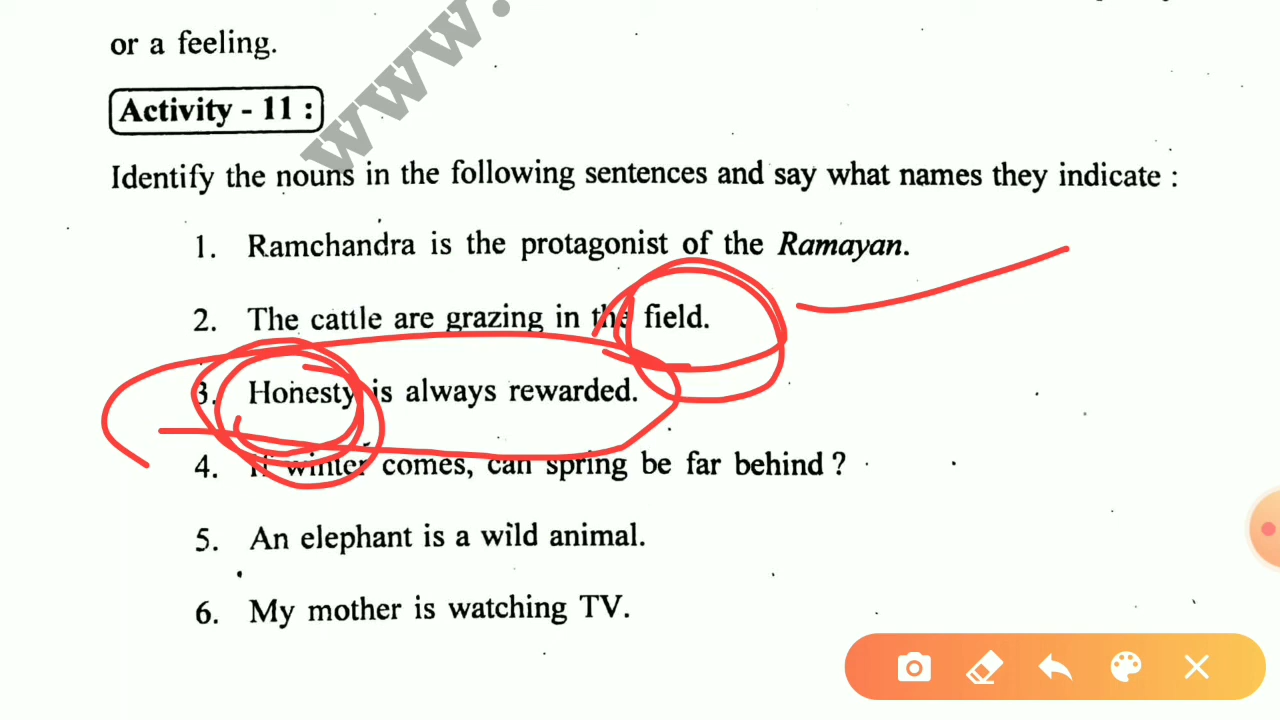 or a feeling.
www.
Activity - 11 :
Identify the nouns in the following sentences and say what names they indicate :
1. Ramchandra is the protagonist of the Ramayan.
2. The cattle are grazing in the field.
3. Honesty is always rewarded.
4. If winter comes, can spring be far behind ?
5. An elephant is a wild animal.
6. My mother is watching TV.